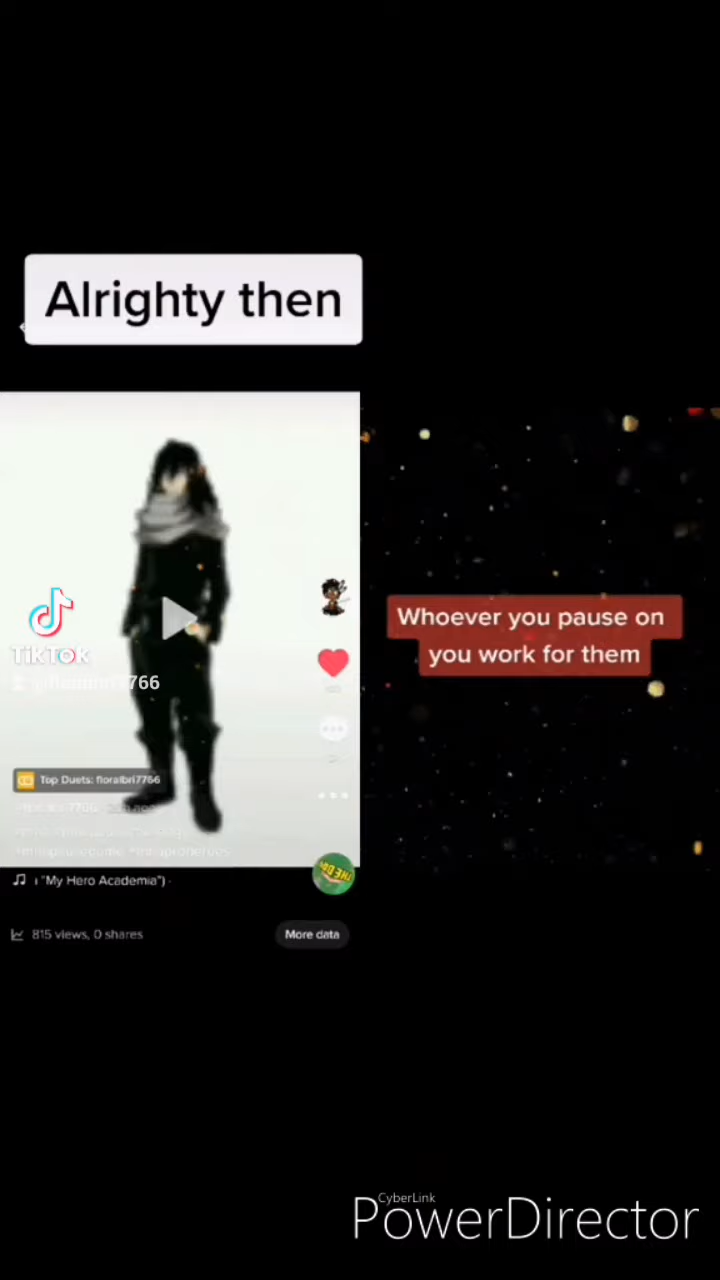 Alrighty then
Whoever you pause on
you work for them
TikTok
Top Duets: floralbri7766
"My Hero Academia") ·
815 views, 0 shares
More data
CyberLink
PowerDirector